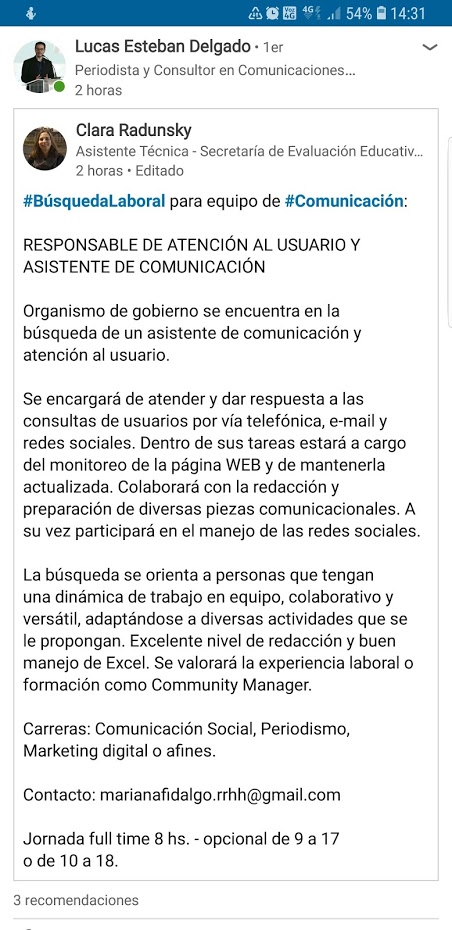 54% 14:31
Lucas Esteban Delgado • 1er
Periodista y Consultor en Comunicaciones...
2 horas
Clara Radunsky
Asistente Técnica - Secretaría de Evaluación Educativ...
2 horas • Editado
#BúsquedaLaboral para equipo de #Comunicación:
RESPONSABLE DE ATENCIÓN AL USUARIO Y
ASISTENTE DE COMUNICACIÓN
Organismo de gobierno se encuentra en la
búsqueda de un asistente de comunicación y
atención al usuario.
Se encargará de atender y dar respuesta a las
consultas de usuarios por vía telefónica, e-mail y
redes sociales. Dentro de sus tareas estará a cargo
del monitoreo de la página WEB y de mantenerla
actualizada. Colaborará con la redacción y
preparación de diversas piezas comunicacionales. A
su vez participará en el manejo de las redes sociales.
La búsqueda se orienta a personas que tengan
una dinámica de trabajo en equipo, colaborativo y
versátil, adaptándose a diversas actividades que se
le propongan. Excelente nivel de redacción y buen
manejo de Excel. Se valorará la experiencia laboral o
formación como Community Manager.
Carreras: Comunicación Social, Periodismo,
Marketing digital o afines.
Contacto: marianafidalgo.rrhh@gmail.com
Jornada full time 8 hs. - opcional de 9 a 17
o de 10 a 18.
3 recomendaciones